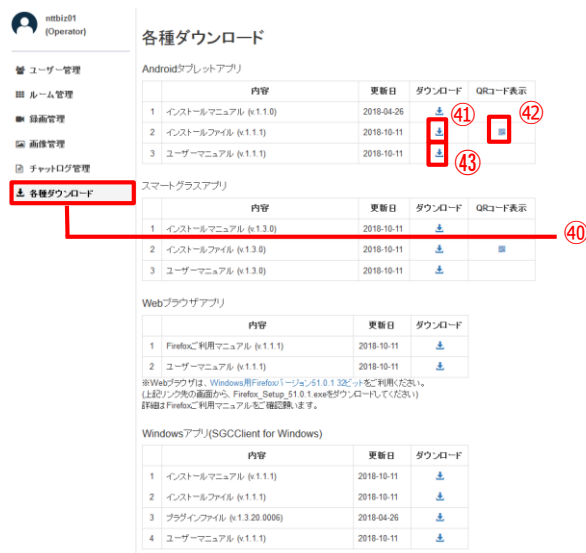 nttbiz01
(Operator)
ユーザー管理
ルーム管理
録画管理
画像管理
チャットログ管理
各種ダウンロード
各種ダウンロード
Androidタブレットアプリ
内容 更新日 ダウンロード QRコード表示
1 インストールマニュアル (v.1.1.0) 2018-04-26
2 インストールファイル (v.1.1.1) 2018-10-11
3 ユーザーマニュアル (v.1.1.1) 2018-10-11
㊶
㊷
㊸
スマートグラスアプリ
内容 更新日 ダウンロード QRコード表示
1 インストールマニュアル (v.1.3.0) 2018-10-11
2 インストールファイル (v.1.3.0) 2018-10-11
3 ユーザーマニュアル (v.1.3.0) 2018-10-11
㊵
Webブラウザアプリ
内容 更新日 ダウンロード
1 Firefoxご利用マニュアル (v.1.1.1) 2018-10-11
2 ユーザーマニュアル (v.1.1.1) 2018-10-11
※Webブラウザは、Windows用Firefoxバージョン51.0.1 32ビットをご利用ください。
(上記リンク先の画面から、Firefox_Setup_51.0.1.exeをダウンロードしてください)
詳細はFirefoxご利用マニュアルをご確認願います。
Windowsアプリ(SGCClient for Windows)
内容 更新日 ダウンロード
1 インストールマニュアル (v.1.1.1) 2018-10-11
2 インストールファイル (v.1.1.1) 2018-10-11
3 プラグインファイル (v.1.3.20.0006) 2018-04-26
4 ユーザーマニュアル (v.1.1.1) 2018-10-11